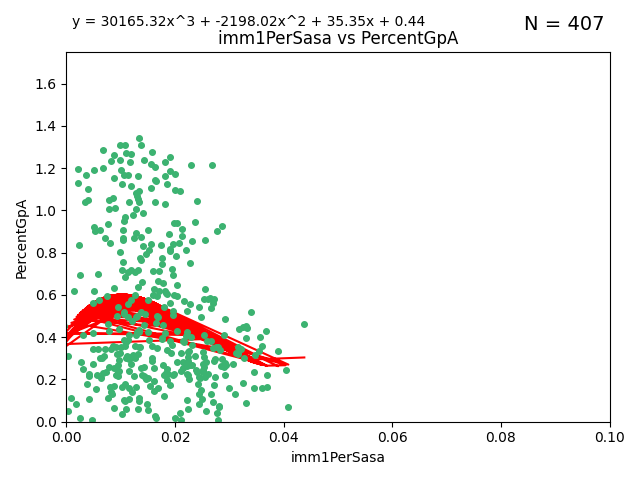 y = 30165.32x^3 + -2198.02x^2 + 35.35x + 0.44
N = 407
imm1PerSasa vs PercentGpA
PercentGpA
1.6
1.4
1.2
1.0
0.8
0.6
0.4
0.2
0.0
0.00 0.02 0.04 0.06 0.08 0.10
imm1PerSasa